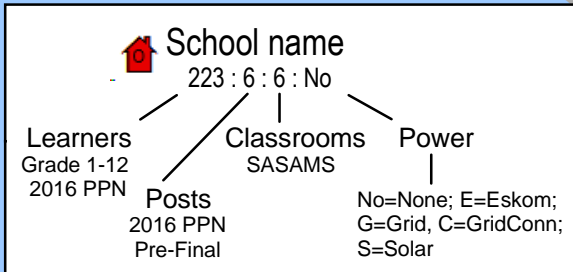 O School name
223 : 6 : 6 : No
Learners
Grade 1-12
2016 PPN
Posts
2016 PPN
Pre-Final
Classrooms
SASAMS
Power
No=None; E=Eskom;
G=Grid, C=GridConn;
S=Solar